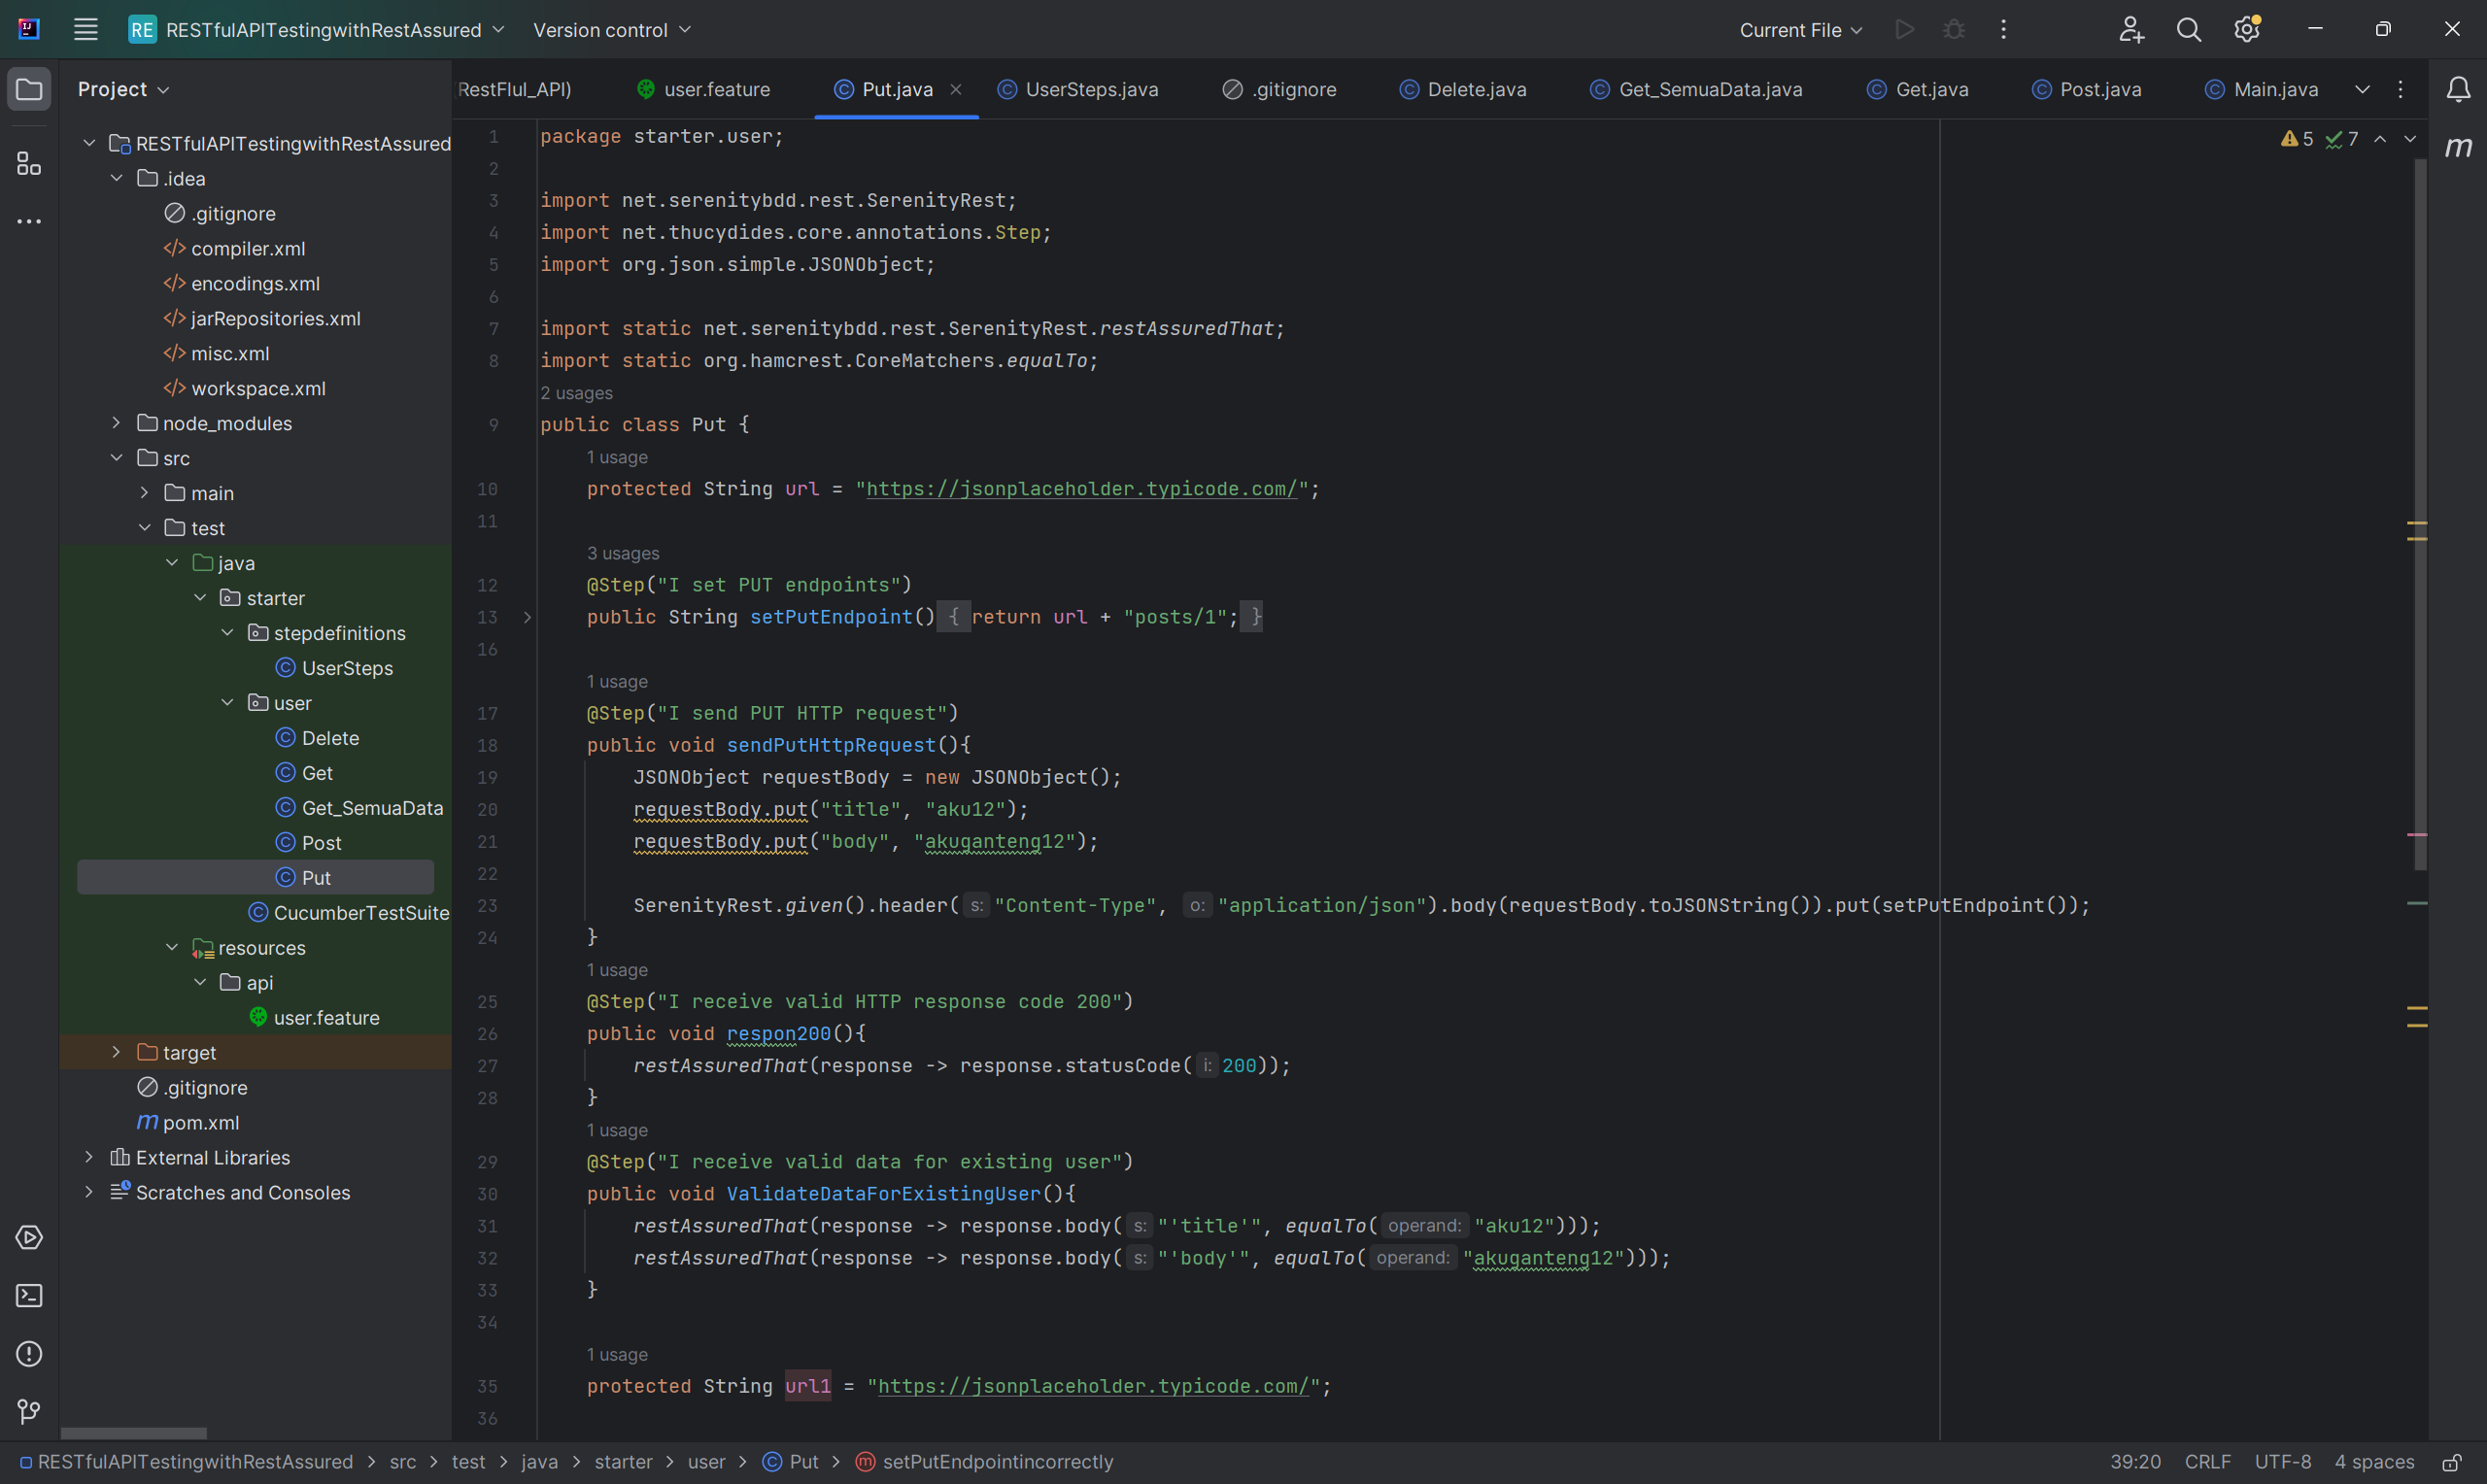 RE RESTfulAPITestingwithRestAssured Version control Current File
Project
RESTfulAPITestingwithRestAssured
.idea
.gitignore
compiler.xml
encodings.xml
jarRepositories.xml
misc.xml
workspace.xml
node_modules
src
main
test
java
starter
stepdefinitions
UserSteps
user
Delete
Get
Get_SemuaData
Post
Put
CucumberTestSuite
resources
api
user.feature
target
.gitignore
pom.xml
External Libraries
Scratches and Consoles
RestFlul_API) user.feature Put.java UserSteps.java .gitignore Delete.java Get_SemuaData.java Get.java Post.java Main.java
5 7
1 package starter.user;
2
3 import net.serenitybdd.rest.SerenityRest;
4 import net.thucydides.core.annotations.Step;
5 import org.json.simple.JSONObject;
6
7 import static net.serenitybdd.rest.SerenityRest.restAssuredThat;
8 import static org.hamcrest.CoreMatchers.equalTo;
2 usages
9 public class Put {
1 usage
10 protected String url = "https://jsonplaceholder.typicode.com/";
11
3 usages
12 @Step("I set PUT endpoints")
13 public String setPutEndpoint() { return url + "posts/1"; }
16
1 usage
17 @Step("I send PUT HTTP request")
18 public void sendPutHttpRequest(){
19 JSONObject requestBody = new JSONObject();
20 requestBody.put("title", "aku12");
21 requestBody.put("body", "akuganteng12");
22
23 SerenityRest.given().header( s: "Content-Type", o: "application/json").body(requestBody.toJSONString()).put(setPutEndpoint());
24 }
1 usage
25 @Step("I receive valid HTTP response code 200")
26 public void respon200(){
27 restAssuredThat(response -> response.statusCode( i: 200));
28 }
1 usage
29 @Step("I receive valid data for existing user")
30 public void ValidateDataForExistingUser(){
31 restAssuredThat(response -> response.body( s: "'title'", equalTo( operand: "aku12")));
32 restAssuredThat(response -> response.body( s: "'body'", equalTo( operand: "akuganteng12")));
33 }
34
1 usage
35 protected String url1 = "https://jsonplaceholder.typicode.com/";
36
RESTfulAPITestingwithRestAssured > src > test > java > starter > user > Put > setPutEndpointincorrectly 39:20 CRLF UTF-8 4 spaces